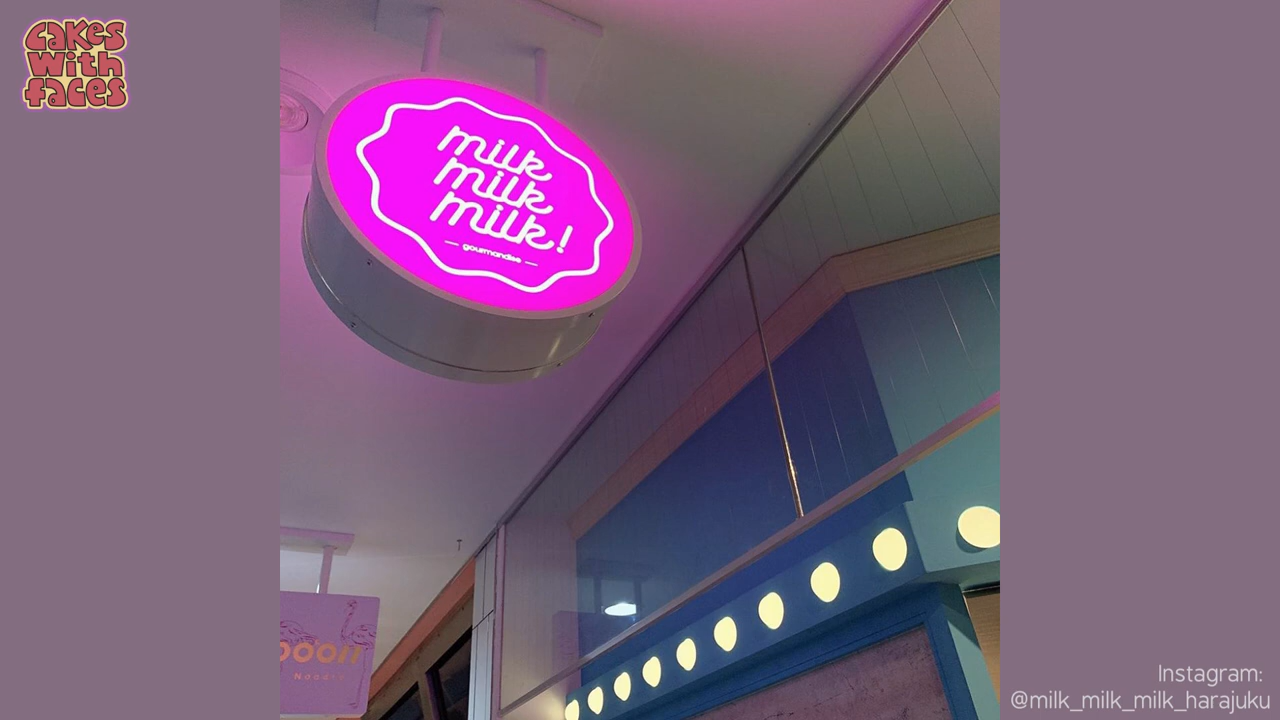 cakes
with
faces
milk
milk
milk!
gourmandise
Instagram:
@milk_milk_milk_harajuku